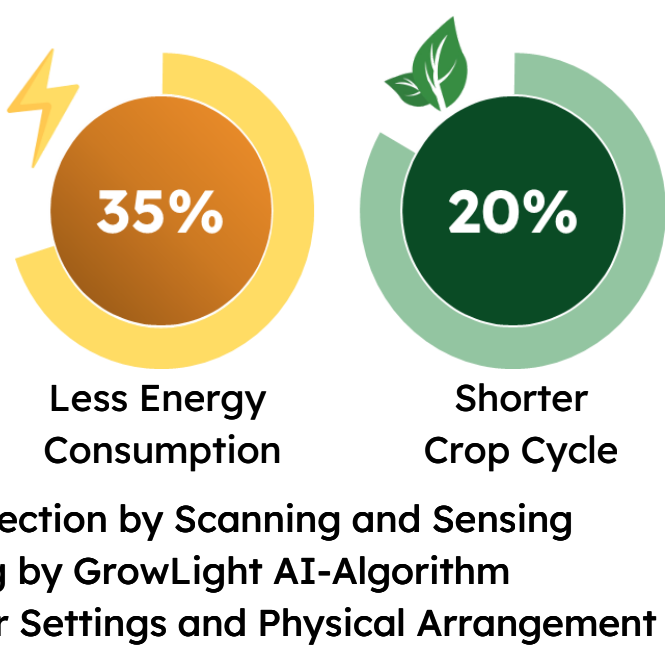 35%
20%
Less Energy
Consumption
Shorter
Crop Cycle
ection by Scanning and Sensing
g by GrowLight AI-Algorithm
r Settings and Physical Arrangement